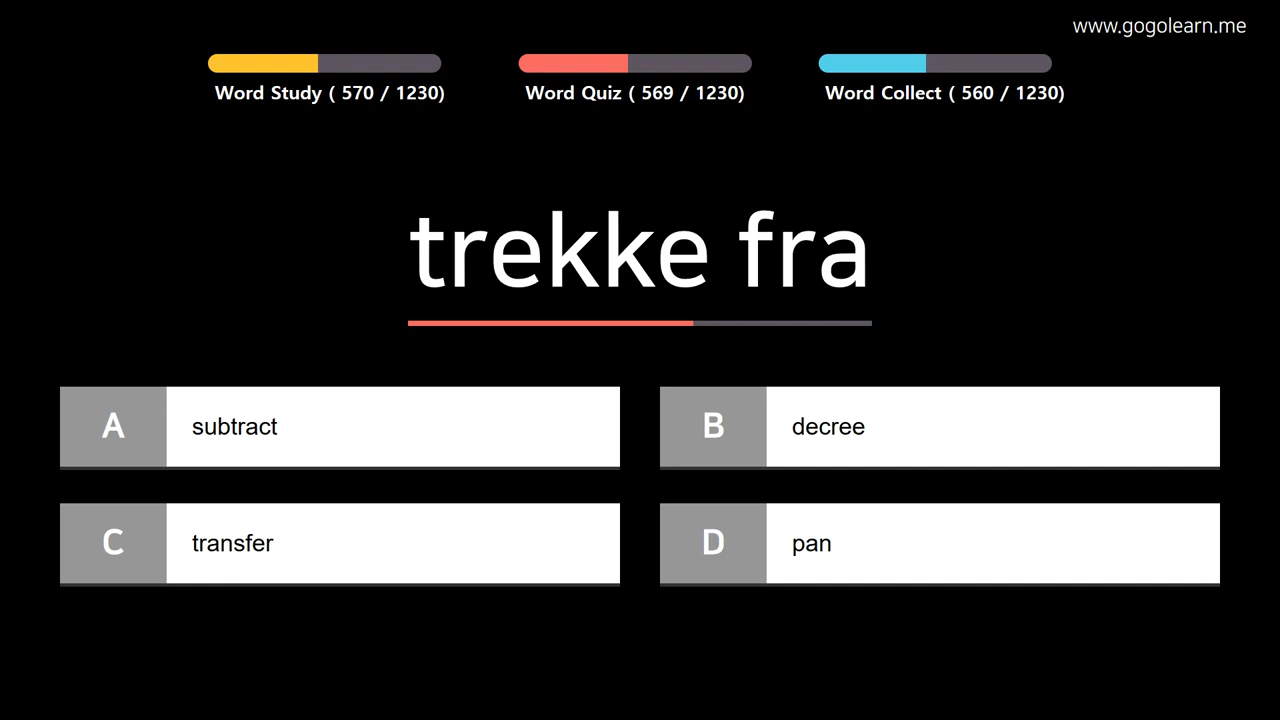 www.gogolearn.me
Word Study ( 570 / 1230)
Word Quiz ( 569 / 1230)
Word Collect ( 560 / 1230)
trekke fra
A subtract
B decree
C transfer
D pan